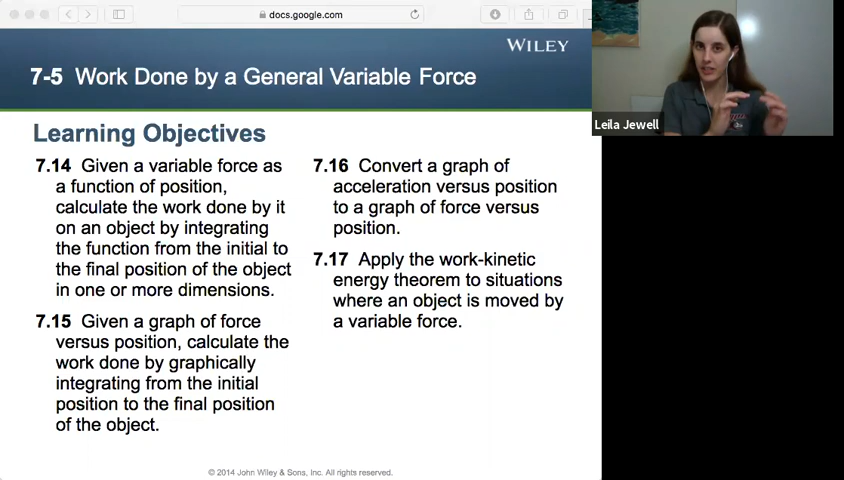 docs.google.com
WILEY
7-5 Work Done by a General Variable Force
Leila Jewell
Learning Objectives
7.14 Given a variable force as
a function of position,
calculate the work done by it
on an object by integrating
the function from the initial to
the final position of the object
in one or more dimensions.
7.15 Given a graph of force
versus position, calculate the
work done by graphically
integrating from the initial
position to the final position
of the object.
7.16 Convert a graph of
acceleration versus position
to a graph of force versus
position.
7.17 Apply the work-kinetic
energy theorem to situations
where an object is moved by
a variable force.
© 2014 John Wiley & Sons, Inc. All rights reserved.